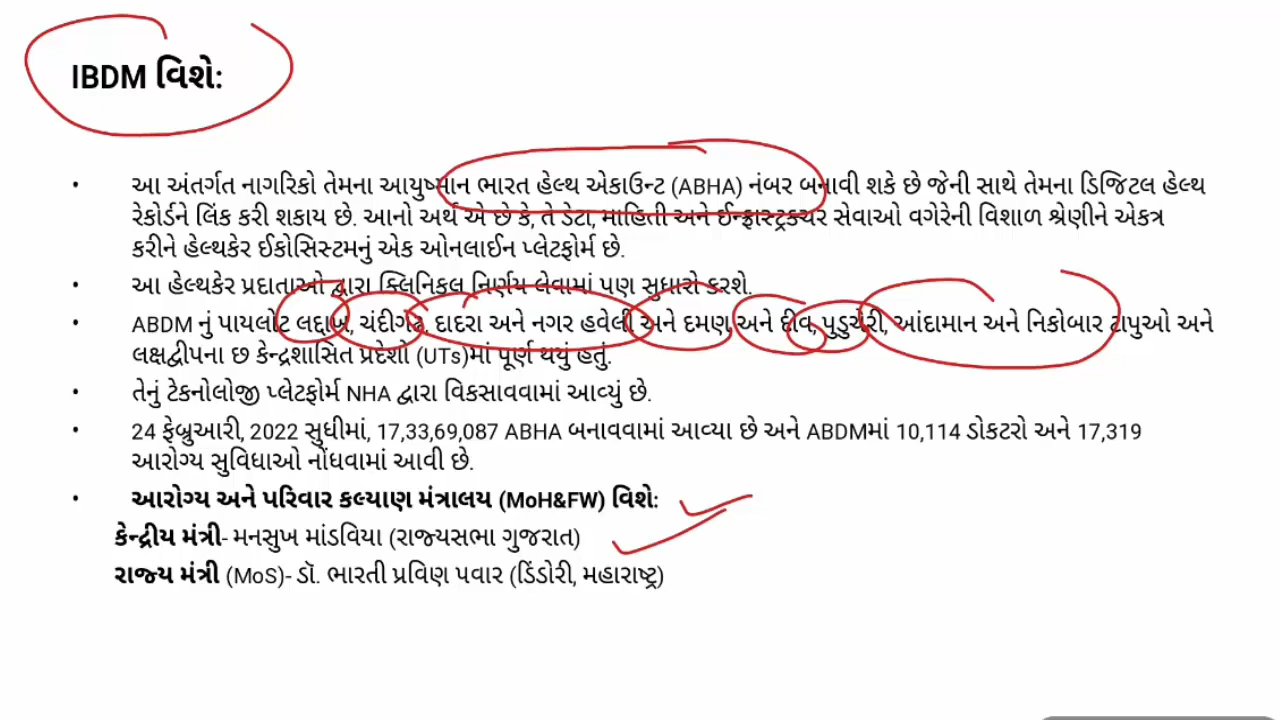 IBDM વિશે:
• આ અંતર્ગત નાગરિકો તેમના આયુષ્માન ભારત હેલ્થ એકાઉન્ટ (ABHA) નંબર બનાવી શકે છે જેની સાથે તેમના ડિજિટલ હેલ્થ
રેકોર્ડને લિંક કરી શકાય છે. આનો અર્થ એ છે કે, તે ડેટા, માહિતી અને ઈન્ફ્રાસ્ટ્રક્ચર સેવાઓ વગેરેની વિશાળ શ્રેણીને એકત્ર
કરીને હેલ્થકેર ઈકોસિસ્ટમનું એક ઓનલાઈન પ્લેટફોર્મ છે.
• આ હેલ્થકેર પ્રદાતાઓ દ્વારા ક્લિનિકલ નિર્ણય લેવામાં પણ સુધારો કરશે.
• ABDM નું પાયલોટ લદ્દાખ, ચંદીગઢ, દાદરા અને નગર હવેલી અને દમણ અને દીવ, પુડુચેરી, આંદામાન અને નિકોબાર ટાપુઓ અને
લક્ષદ્વીપના છ કેન્દ્રશાસિત પ્રદેશો (UTs)માં પૂર્ણ થયું હતું.
• તેનું ટેકનોલોજી પ્લેટફોર્મ NHA દ્વારા વિકસાવવામાં આવ્યું છે.
• 24 ફેબ્રુઆરી, 2022 સુધીમાં, 17,33,69,087 ABHA બનાવવામાં આવ્યા છે અને ABDMમાં 10,114 ડોકટરો અને 17,319
આરોગ્ય સુવિધાઓ નોંધવામાં આવી છે.
• આરોગ્ય અને પરિવાર કલ્યાણ મંત્રાલય (MoH&FW) વિશે:
કેન્દ્રીય મંત્રી- મનસુખ માંડવિયા (રાજ્યસભા ગુજરાત)
રાજ્ય મંત્રી (MoS)- ડૉ. ભારતી પ્રવિણ પવાર (ડિંડોરી, મહારાષ્ટ્ર)